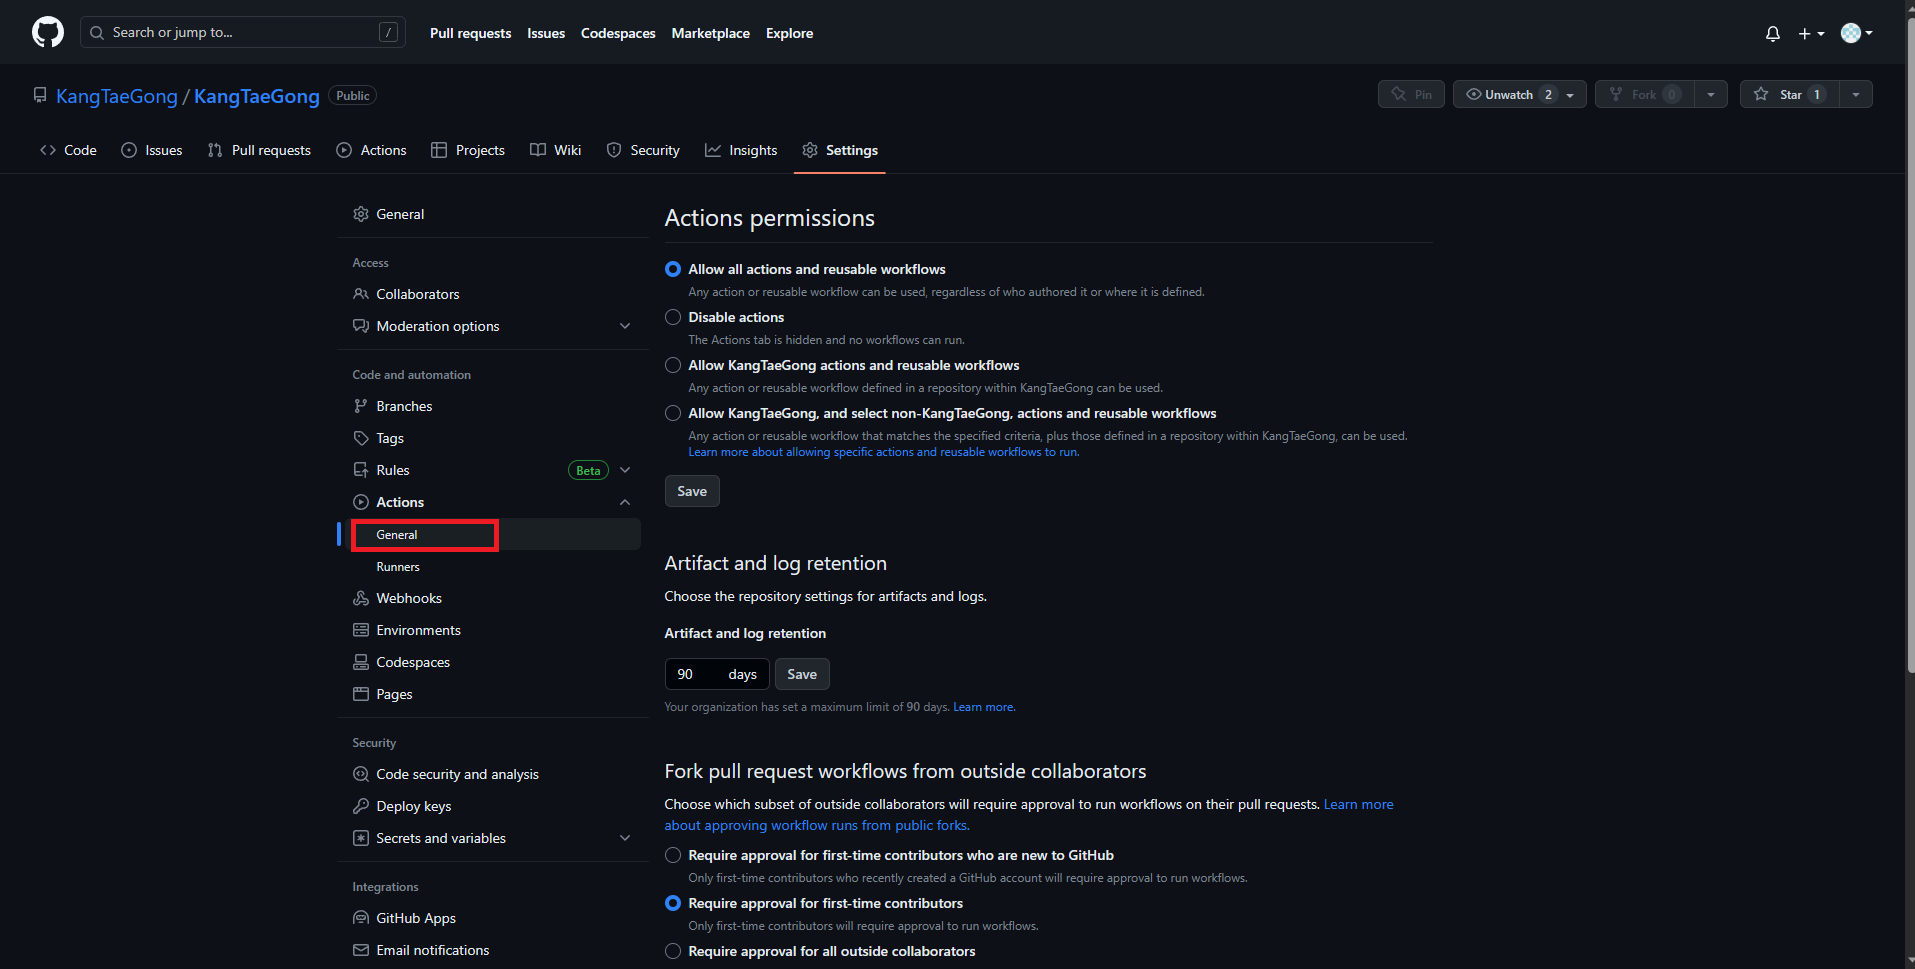 Search or jump to... /
Pull requests Issues Codespaces Marketplace Explore
KangTaeGong / KangTaeGong Public
Pin Unwatch 2 Fork 0 Star 1
Code Issues Pull requests Actions Projects Wiki Security Insights Settings
General
Access
Collaborators
Moderation options
Code and automation
Branches
Tags
Rules Beta
Actions
General
Runners
Webhooks
Environments
Codespaces
Pages
Security
Code security and analysis
Deploy keys
Secrets and variables
Integrations
GitHub Apps
Email notifications
Actions permissions
Allow all actions and reusable workflows
Any action or reusable workflow can be used, regardless of who authored it or where it is defined.
Disable actions
The Actions tab is hidden and no workflows can run.
Allow KangTaeGong actions and reusable workflows
Any action or reusable workflow defined in a repository within KangTaeGong can be used.
Allow KangTaeGong, and select non-KangTaeGong, actions and reusable workflows
Any action or reusable workflow that matches the specified criteria, plus those defined in a repository within KangTaeGong, can be used.
Learn more about allowing specific actions and reusable workflows to run.
Save
Artifact and log retention
Choose the repository settings for artifacts and logs.
Artifact and log retention
90 days Save
Your organization has set a maximum limit of 90 days. Learn more.
Fork pull request workflows from outside collaborators
Choose which subset of outside collaborators will require approval to run workflows on their pull requests. Learn more
about approving workflow runs from public forks.
Require approval for first-time contributors who are new to GitHub
Only first-time contributors who recently created a GitHub account will require approval to run workflows.
Require approval for first-time contributors
Only first-time contributors will require approval to run workflows.
Require approval for all outside collaborators